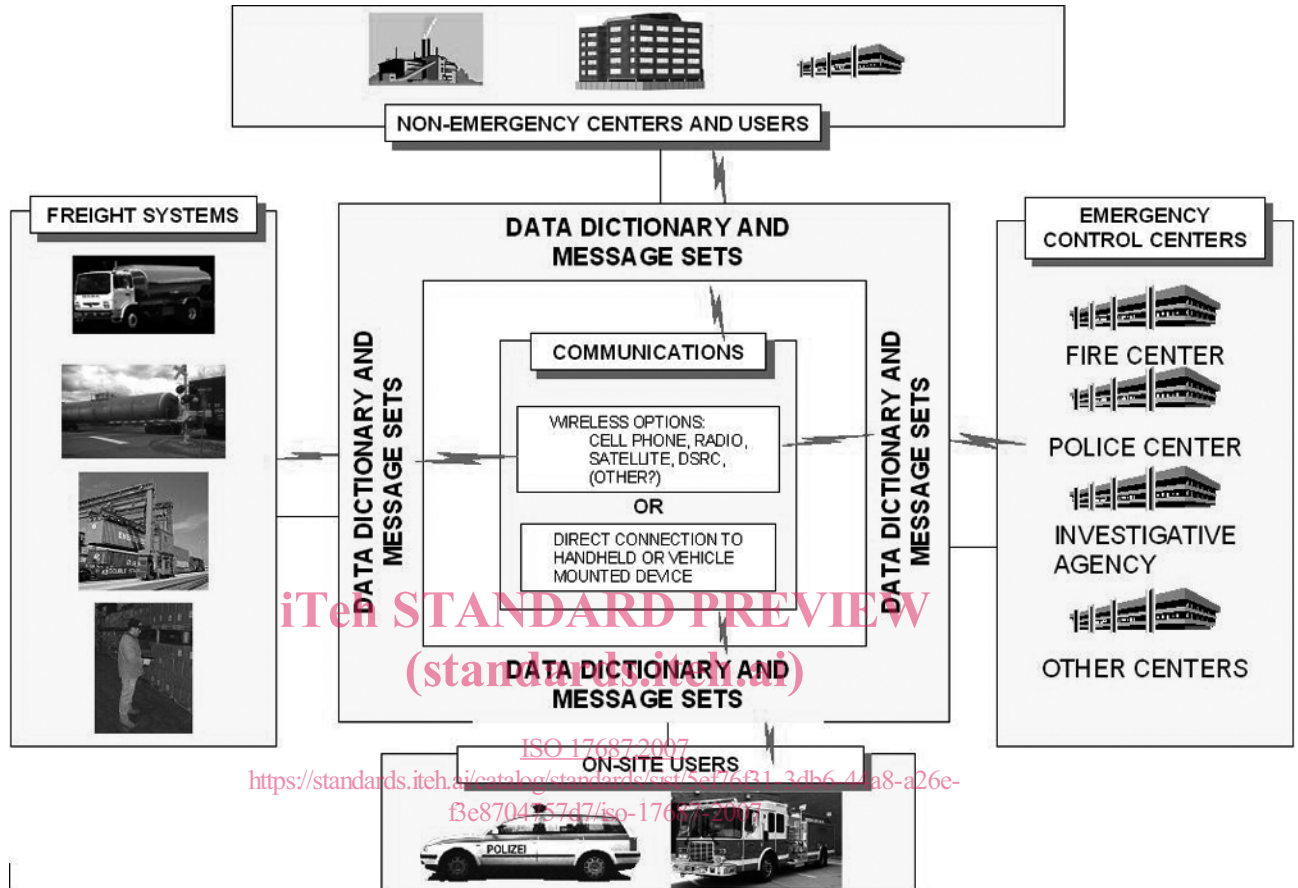 NON-EMERGENCY CENTERS AND USERS
FREIGHT SYSTEMS
DATA DICTIONARY AND
MESSAGE SETS
EMERGENCY
CONTROL CENTERS
DATA DICTIONARY AND
MESSAGE SETS
COMMUNICATIONS
WIRELESS OPTIONS:
CELL PHONE, RADIO,
SATELLITE, DSRC,
(OTHER?)
OR
DIRECT CONNECTION TO
HANDHELD OR VEHICLE
MOUNTED DEVICE
DATA DICTIONARY AND
MESSAGE SETS
FIRE CENTER
POLICE CENTER
INVESTIGATIVE
AGENCY
OTHER CENTERS
iTeh STANDARD PREVIEW
(standards.iteh.ai)
DATA DICTIONARY AND
MESSAGE SETS
ISO 17687:2007
ON-SITE USERS
https://standards.iteh.ai/catalog/standards/sist/5ef76f31-3db6-44a8-a26e-
f3e8704757d7/iso-17687-2007
POLIZEI